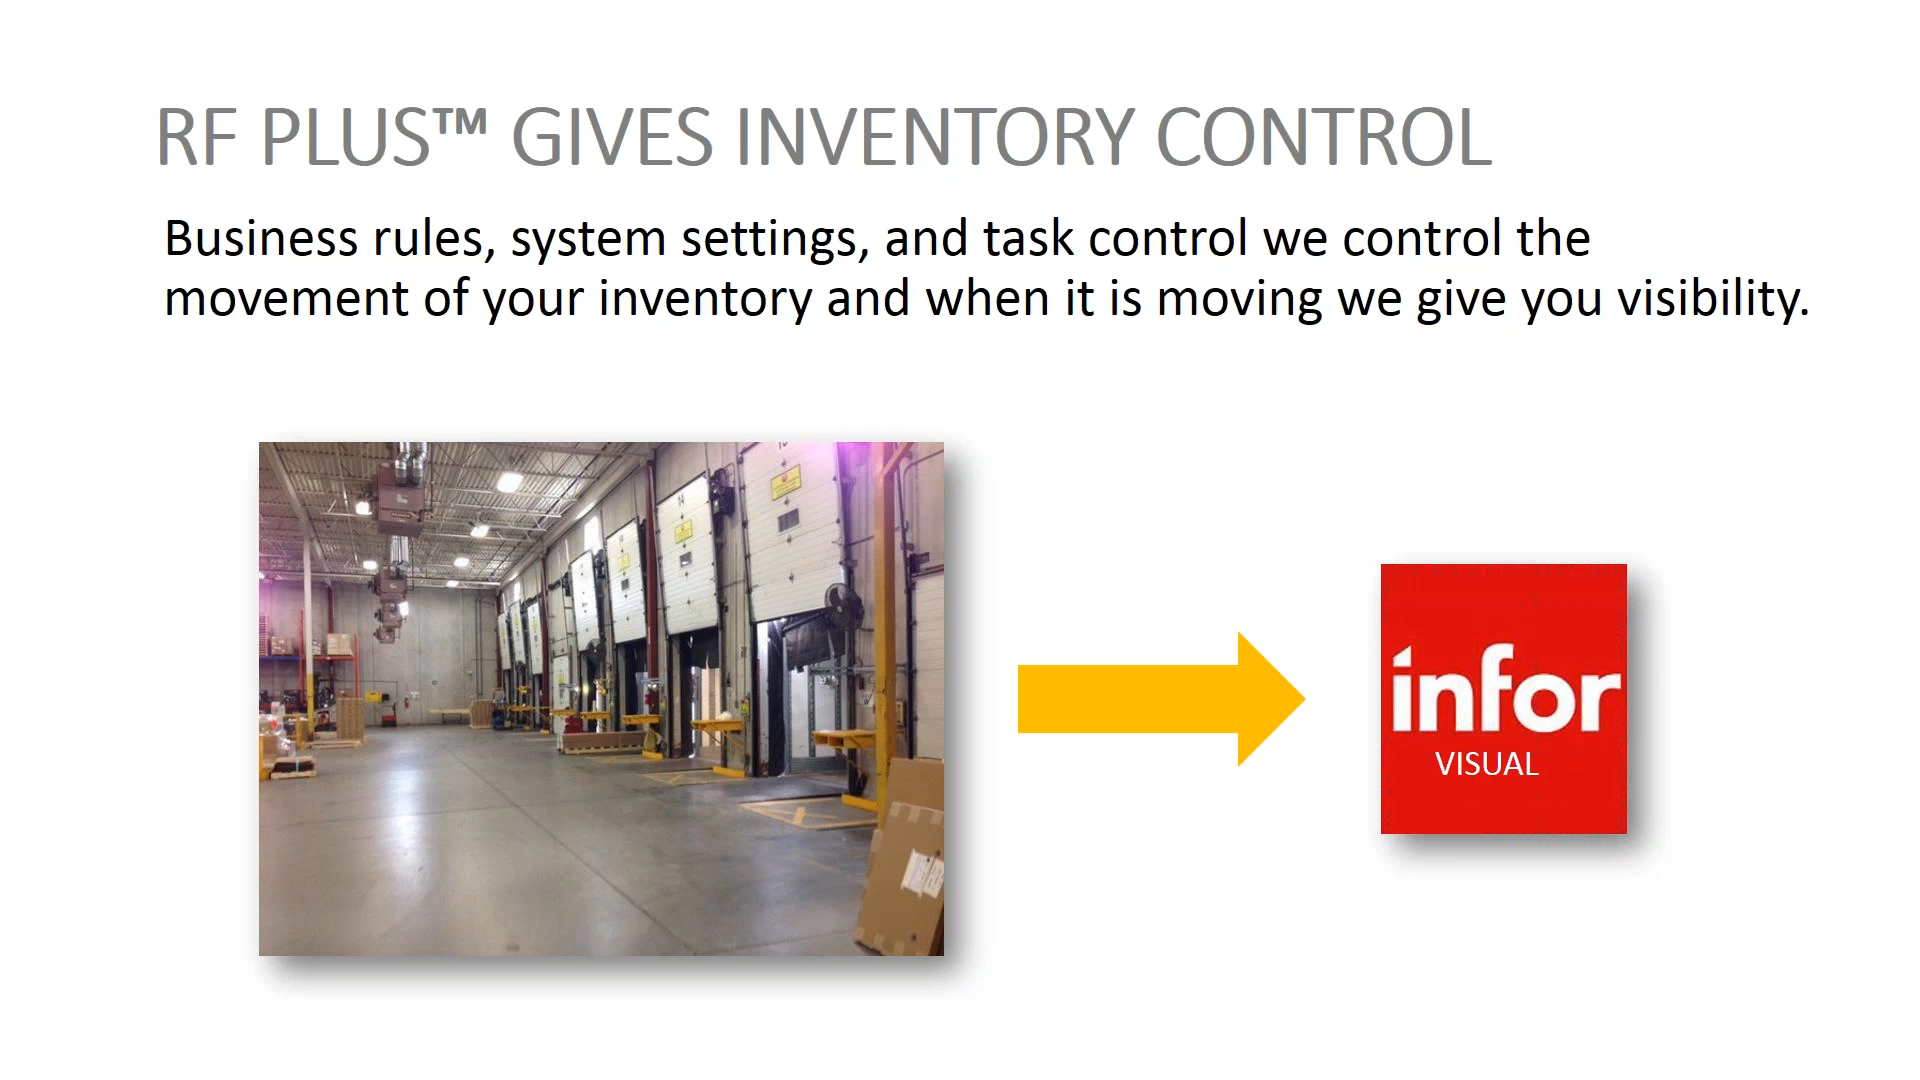 RF PLUS™ GIVES INVENTORY CONTROL
Business rules, system settings, and task control we control the
movement of your inventory and when it is moving we give you visibility.
14
infor
VISUAL